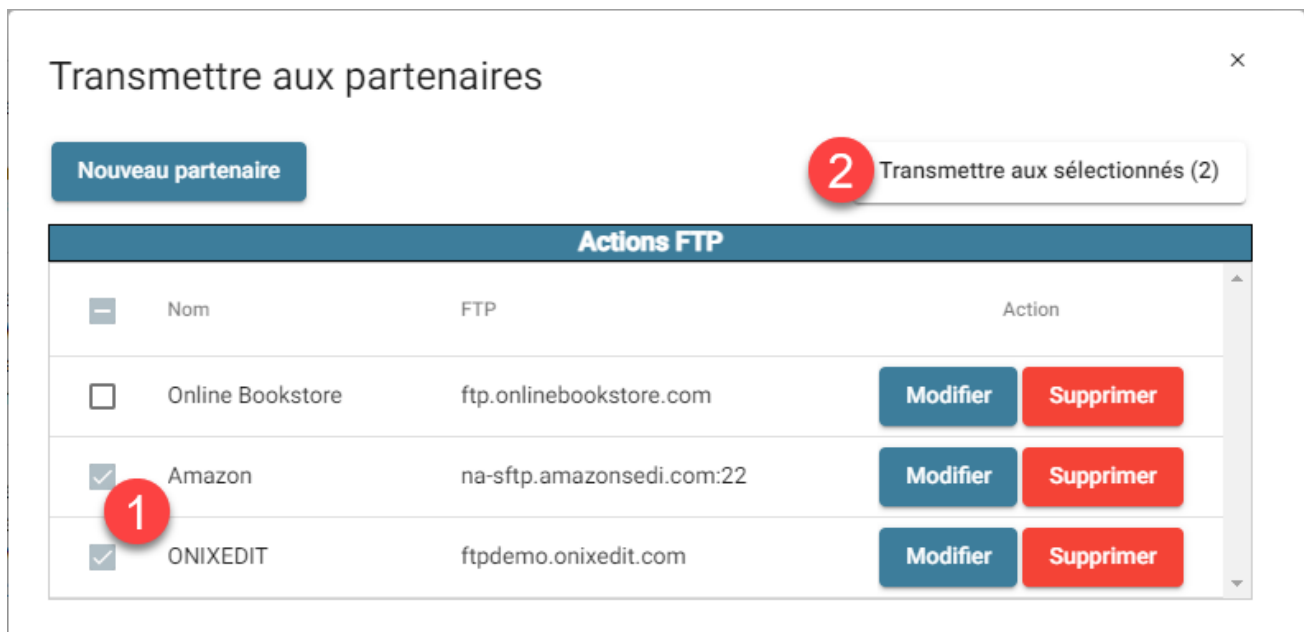 Transmettre aux partenaires
×
Nouveau partenaire
2 Transmettre aux sélectionnés (2)
Actions FTP
Nom FTP Action
Online Bookstore ftp.onlinebookstore.com Modifier Supprimer
Amazon na-sftp.amazonsedi.com:22 Modifier Supprimer
1
ONIXEDIT ftpdemo.onixedit.com Modifier Supprimer